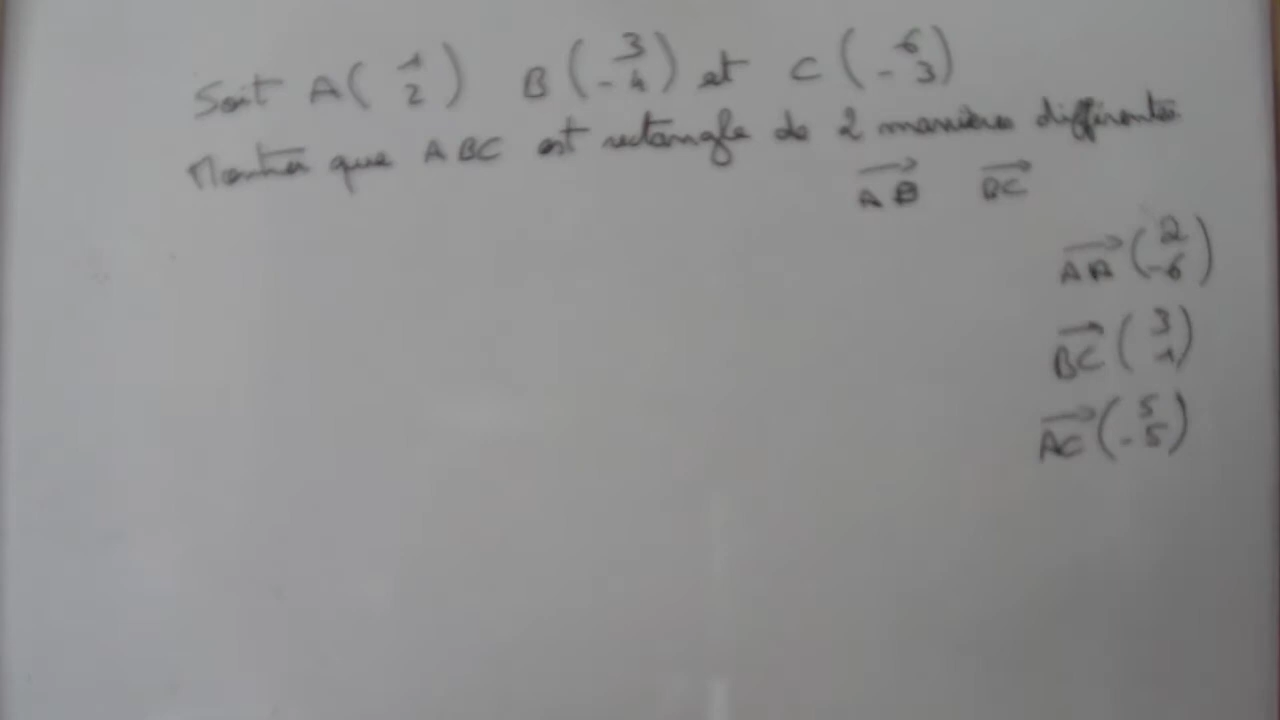 Soit A ( 1 2 ) B ( 3 -4 ) et C ( 6 -3 )
Montrer que ABC est rectangle de 2 manières différentes
AB BC
AB ( 2 -6 )
BC ( 3 1 )
AC ( 5 -5 )